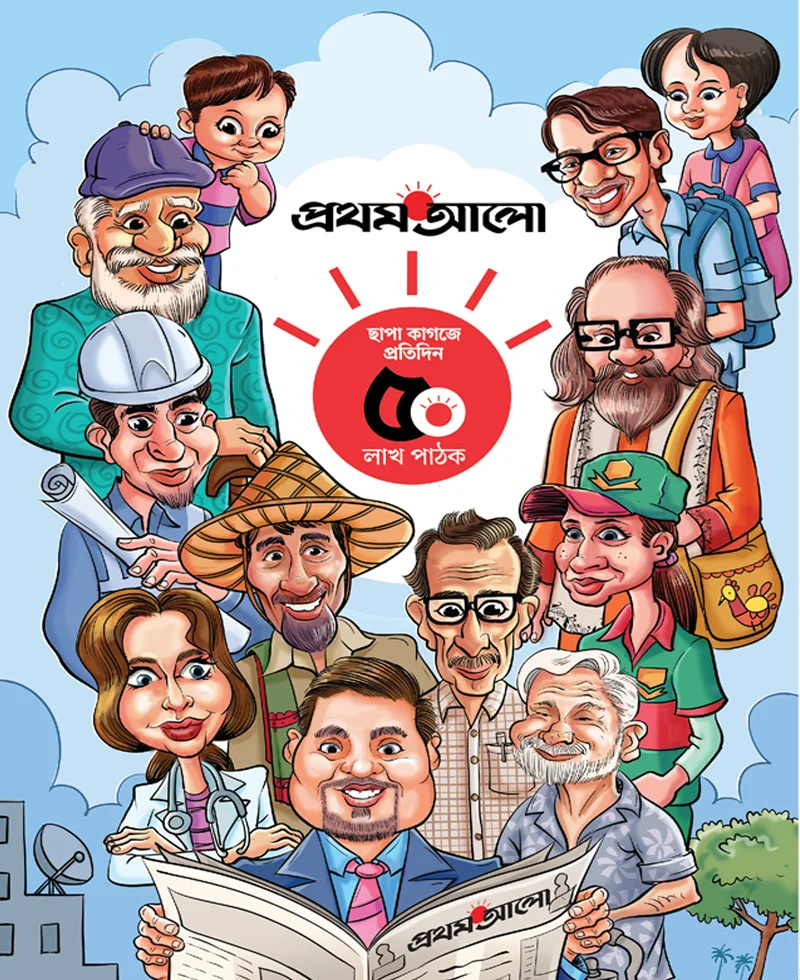 প্রথম আলো
ছাপা কাগজে
প্রতিদিন
৫০
লাখ পাঠক
প্রথম আলো